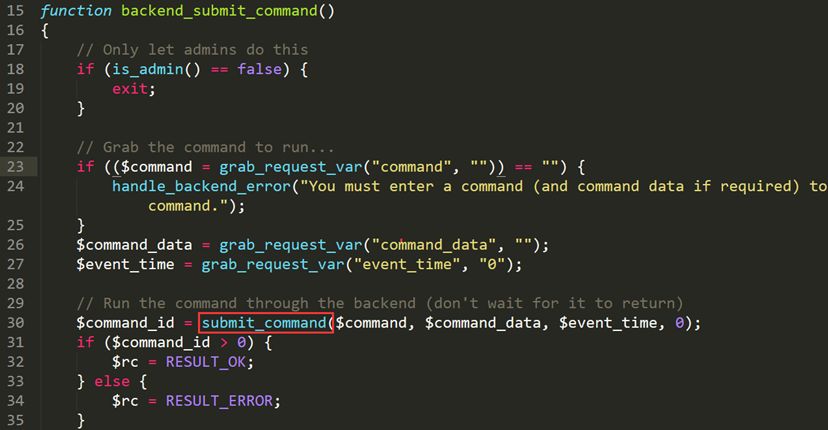 15 function backend_submit_command()
16 {
17 // Only let admins do this
18 if (is_admin() == false) {
19 exit;
20 }
21
22 // Grab the command to run...
23 if (($command = grab_request_var("command", "")) == "") {
24 handle_backend_error("You must enter a command (and command data if required) to
command.");
25 }
26 $command_data = grab_request_var("command_data", "");
27 $event_time = grab_request_var("event_time", "0");
28
29 // Run the command through the backend (don't wait for it to return)
30 $command_id = submit_command($command, $command_data, $event_time, 0);
31 if ($command_id > 0) {
32 $rc = RESULT_OK;
33 } else {
34 $rc = RESULT_ERROR;
35 }